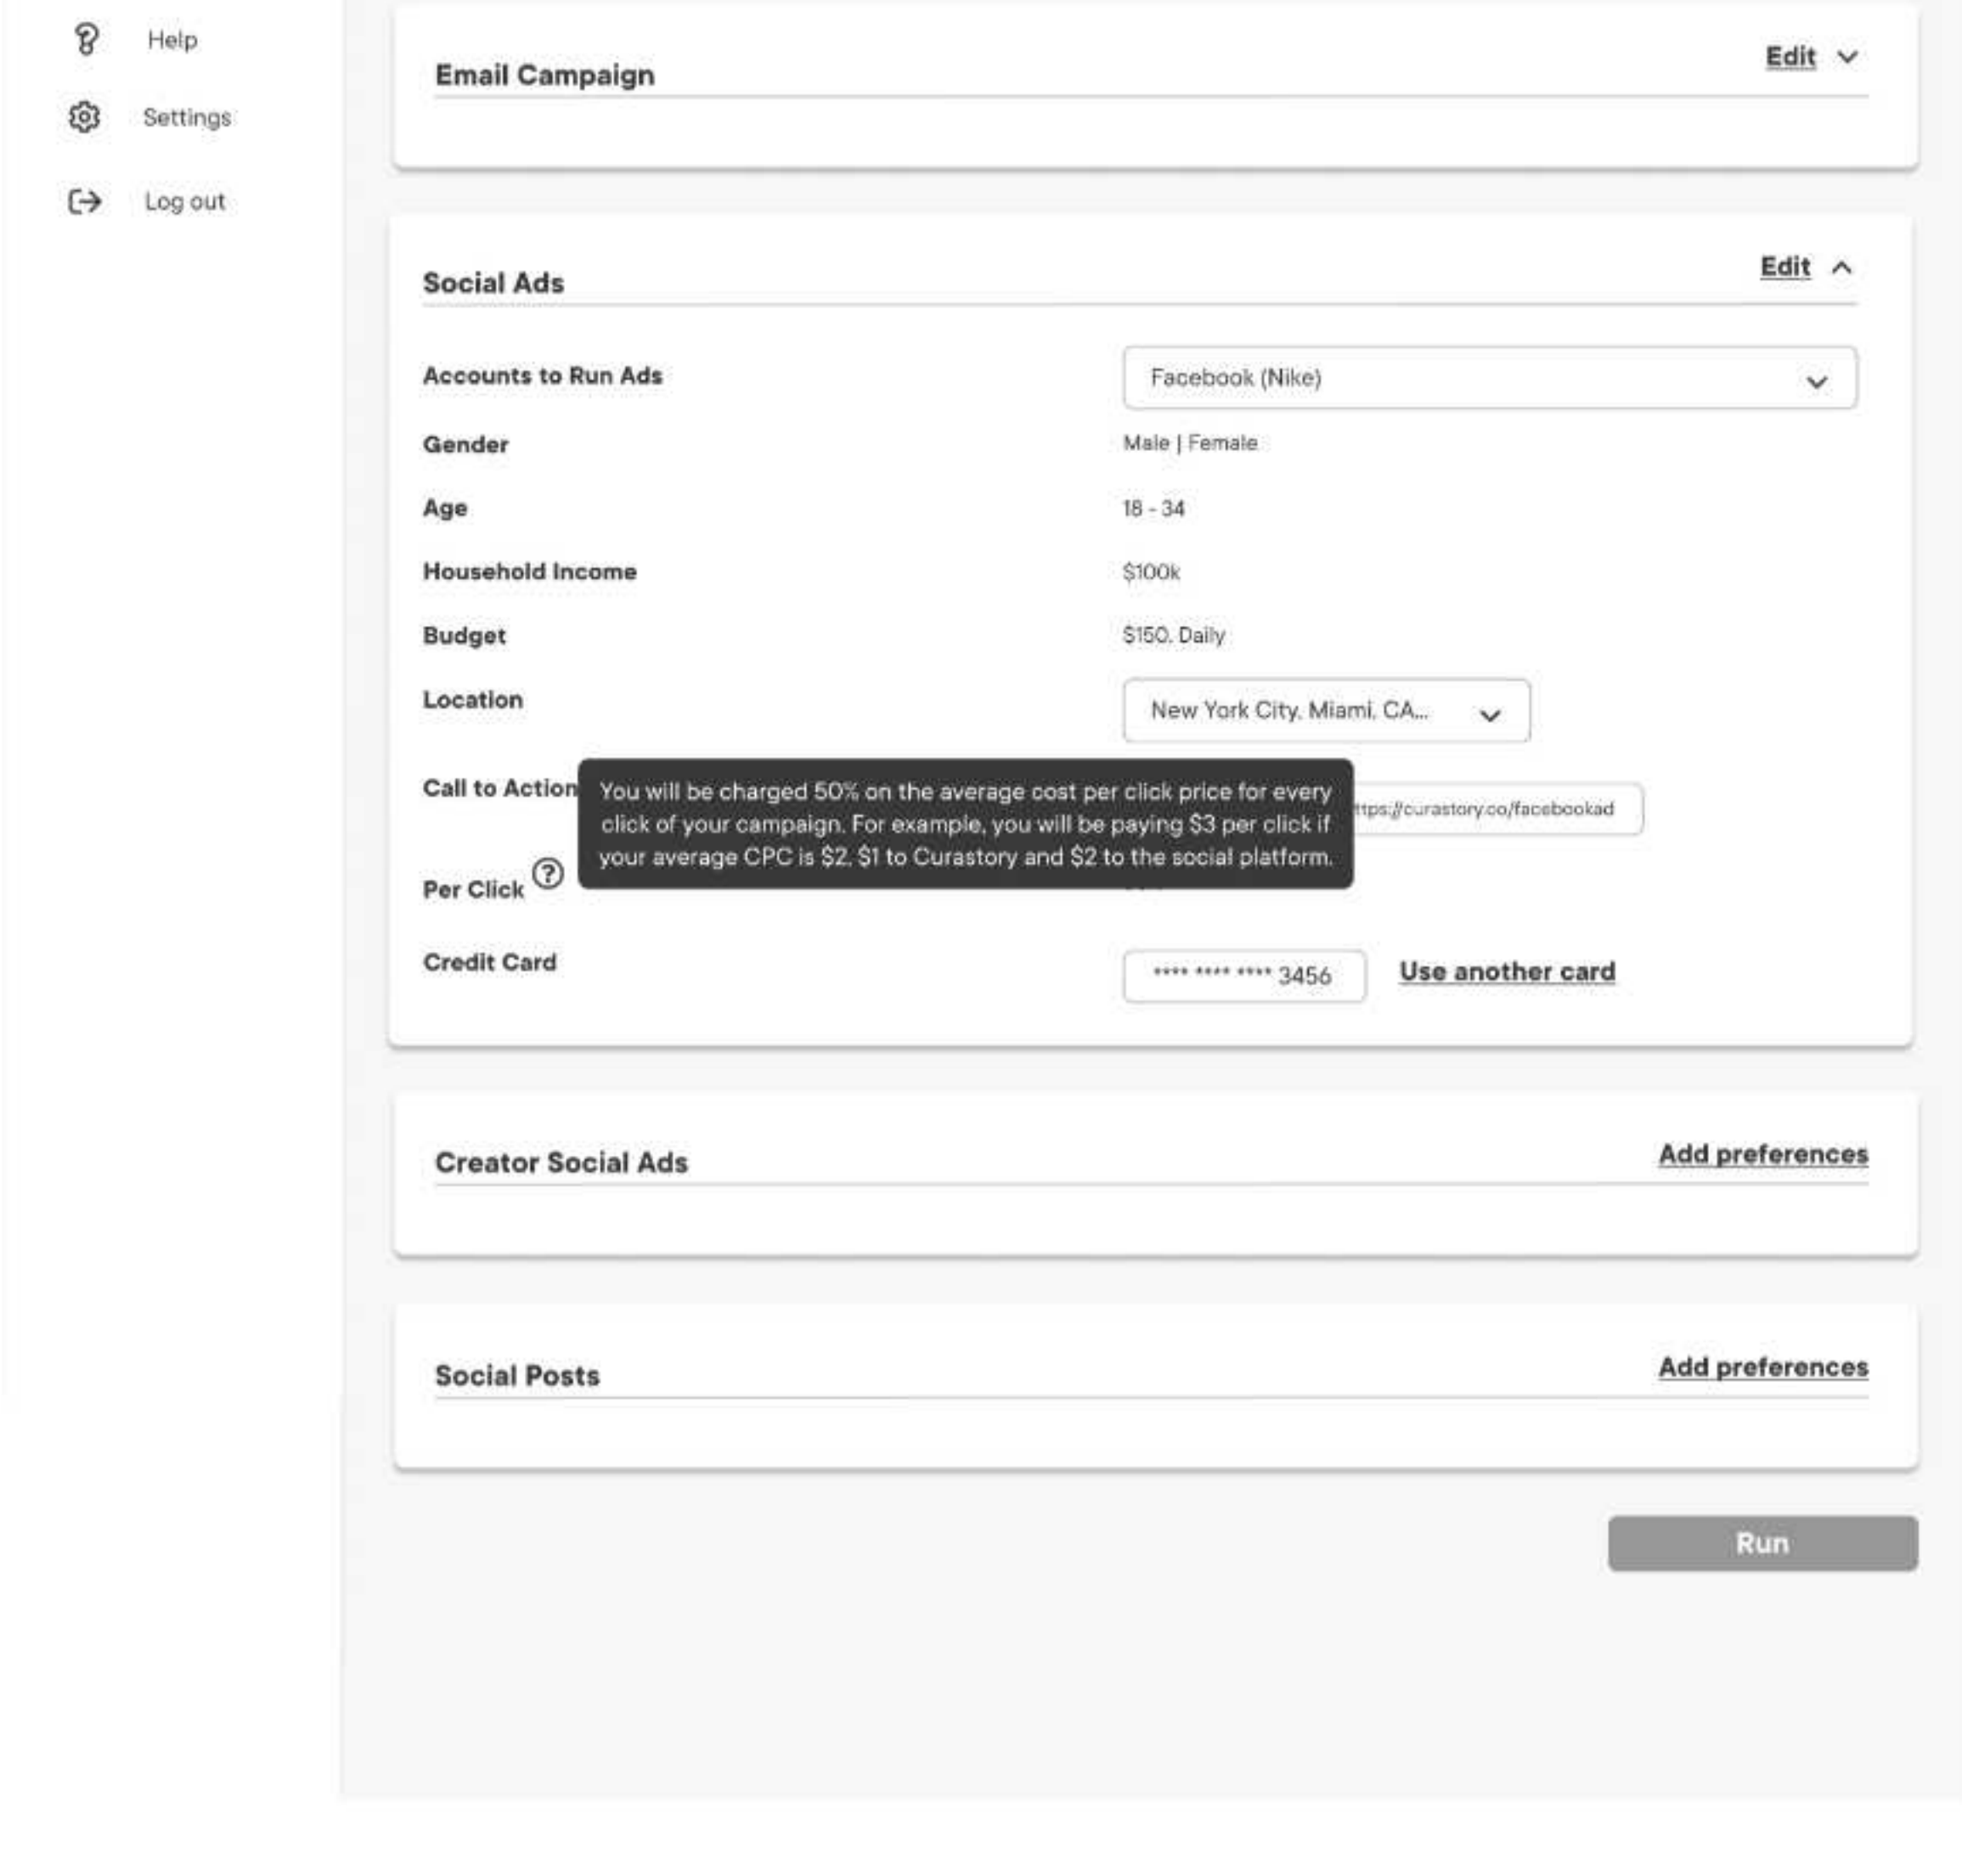 Help
Settings
Log out
Email Campaign
Edit
Social Ads
Edit
Accounts to Run Ads
Facebook (Nike)
Gender
Male | Female
Age
18 - 34
Household Income
$100k
Budget
$150. Daily
Location
New York City, Miami, CA...
Call to Action
You will be charged 50% on the average cost per click price for every
click of your campaign. For example, you will be paying $3 per click if
your average CPC is $2, $1 to Curastory and $2 to the social platform.
ttps://curastory.co/facebookad
Per Click
Credit Card
**** **** **** 3456
Use another card
Creator Social Ads
Add preferences
Social Posts
Add preferences
Run